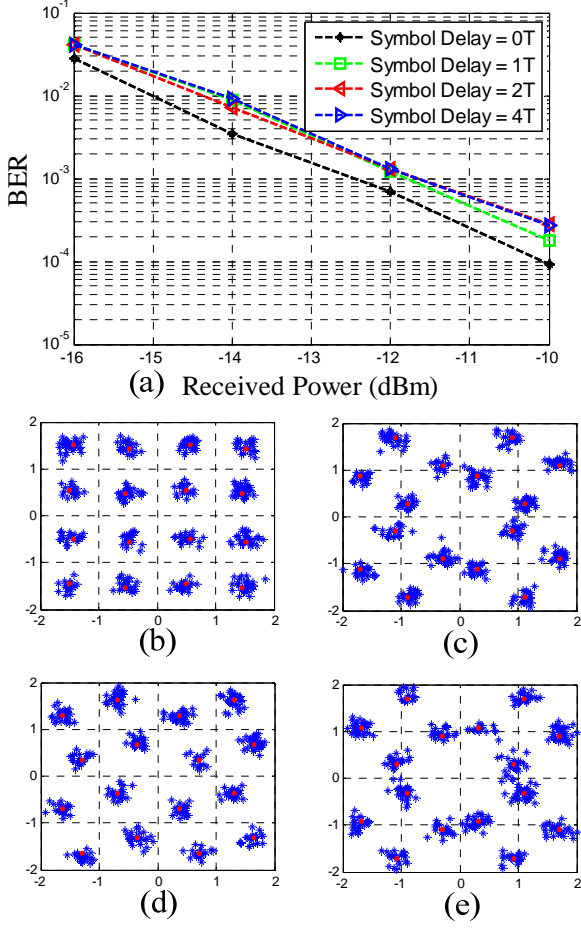 10^-1
10^-2
10^-3
10^-4
10^-5
BER
Symbol Delay = 0T
Symbol Delay = 1T
Symbol Delay = 2T
Symbol Delay = 4T
-16 -15 -14 -13 -12 -11 -10
(a) Received Power (dBm)
2
1
0
-1
-2
-2 -1 0 1 2
(b)
2
1
0
-1
-2
-2 -1 0 1 2
(c)
2
1
0
-1
-2
-2 -1 0 1 2
(d)
2
1
0
-1
-2
-2 -1 0 1 2
(e)